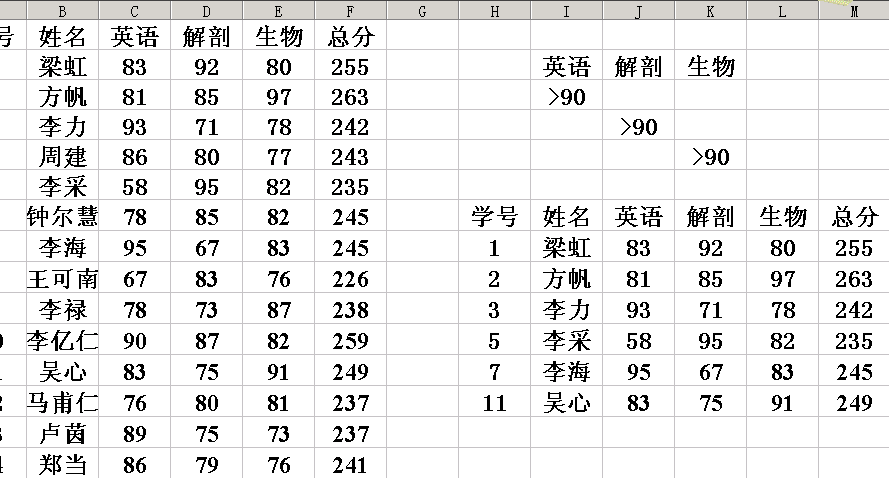 B C D E F G H I J K L M
号 姓名 英语 解剖 生物 总分
梁虹 83 92 80 255 英语 解剖 生物
方帆 81 85 97 263 >90
李力 93 71 78 242 >90
周建 86 80 77 243 >90
李采 58 95 82 235
钟尔慧 78 85 82 245 学号 姓名 英语 解剖 生物 总分
李海 95 67 83 245 1 梁虹 83 92 80 255
王可南 67 83 76 226 2 方帆 81 85 97 263
李禄 78 73 87 238 3 李力 93 71 78 242
李亿仁 90 87 82 259 5 李采 58 95 82 235
吴心 83 75 91 249 7 李海 95 67 83 245
马甫仁 76 80 81 237 11 吴心 83 75 91 249
卢茵 89 75 73 237
郑当 86 79 76 241